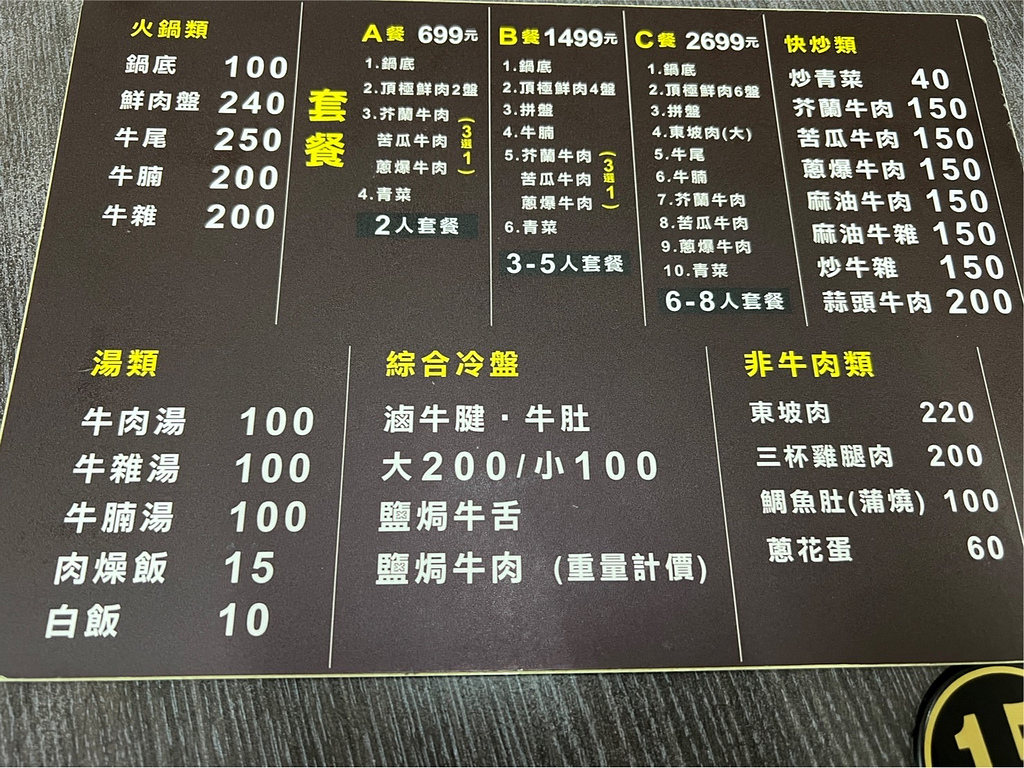 火鍋類
鍋底 100
鮮肉盤 240
牛尾 250
牛腩 200
牛雜 200
套餐
A餐 699元
1.鍋底
2.頂極鮮肉2盤
3.芥蘭牛肉
苦瓜牛肉
蔥爆牛肉
(3選1)
4.青菜
2人套餐
B餐1499元
1.鍋底
2.頂極鮮肉4盤
3.拼盤
4.牛腩
5.芥蘭牛肉
苦瓜牛肉
蔥爆牛肉
(3選1)
6.青菜
3-5人套餐
C餐 2699元
1.鍋底
2.頂極鮮肉6盤
3.拼盤
4.東坡肉(大)
5.牛尾
6.牛腩
7.芥蘭牛肉
8.苦瓜牛肉
9.蔥爆牛肉
10.青菜
6-8人套餐
快炒類
炒青菜 40
芥蘭牛肉 150
苦瓜牛肉 150
蔥爆牛肉 150
麻油牛肉 150
麻油牛雜 150
炒牛雜 150
蒜頭牛肉 200
湯類
牛肉湯 100
牛雜湯 100
牛腩湯 100
肉燥飯 15
白飯 10
綜合冷盤
滷牛腱·牛肚
大200/小100
鹽焗牛舌
鹽焗牛肉 (重量計價)
非牛肉類
東坡肉 220
三杯雞腿肉 200
鯛魚肚(蒲燒) 100
蔥花蛋 60